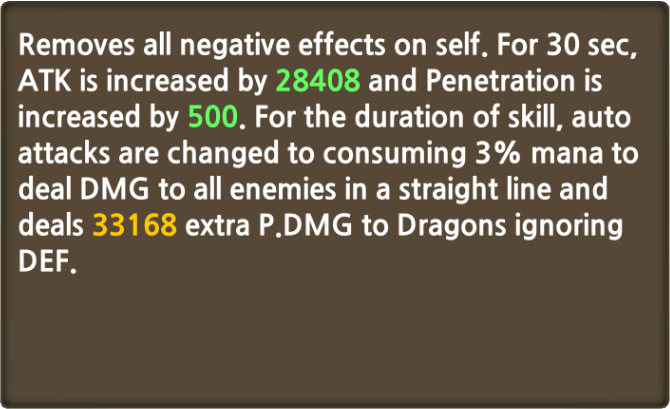 Removes all negative effects on self. For 30 sec,
ATK is increased by 28408 and Penetration is
increased by 500. For the duration of skill, auto
attacks are changed to consuming 3% mana to
deal DMG to all enemies in a straight line and
deals 33168 extra P.DMG to Dragons ignoring
DEF.